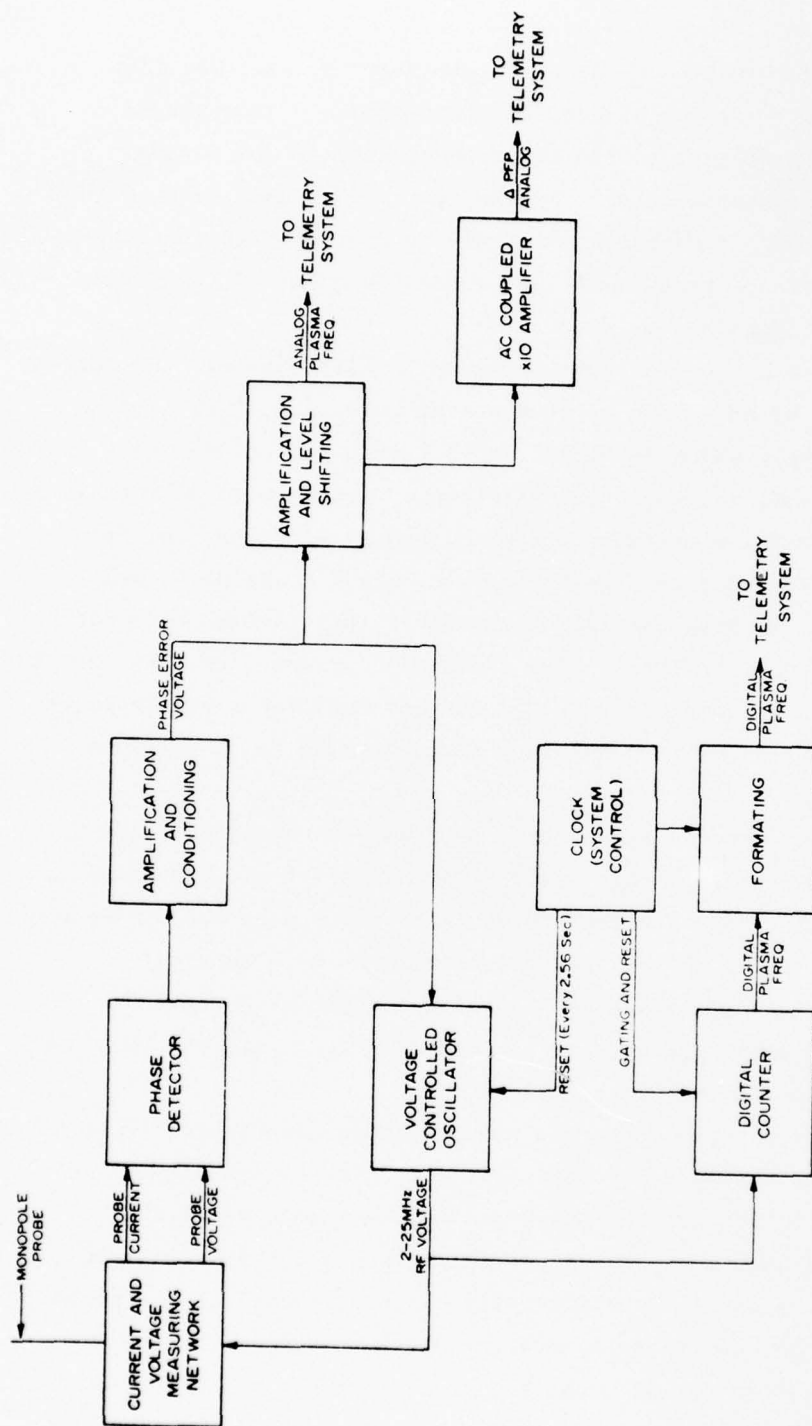 MONOPOLE
PROBE
CURRENT AND
VOLTAGE
MEASURING
NETWORK
PROBE
CURRENT
PROBE
VOLTAGE
PHASE
DETECTOR
AMPLIFICATION
AND
CONDITIONING
PHASE ERROR
VOLTAGE
AMPLIFICATION
AND LEVEL
SHIFTING
ANALOG
PLASMA
FREQ.
TO
TELEMETRY
SYSTEM
AC COUPLED
x10 AMPLIFIER
Δ PFP
ANALOG
TO
TELEMETRY
SYSTEM
VOLTAGE
CONTROLLED
OSCILLATOR
2-25MHz
RF VOLTAGE
CLOCK
(SYSTEM
CONTROL)
RESET (Every 2.56 Sec)
GATING AND RESET
DIGITAL
COUNTER
DIGITAL
PLASMA
FREQ
FORMATING
DIGITAL
PLASMA
FREQ.
TO
TELEMETRY
SYSTEM